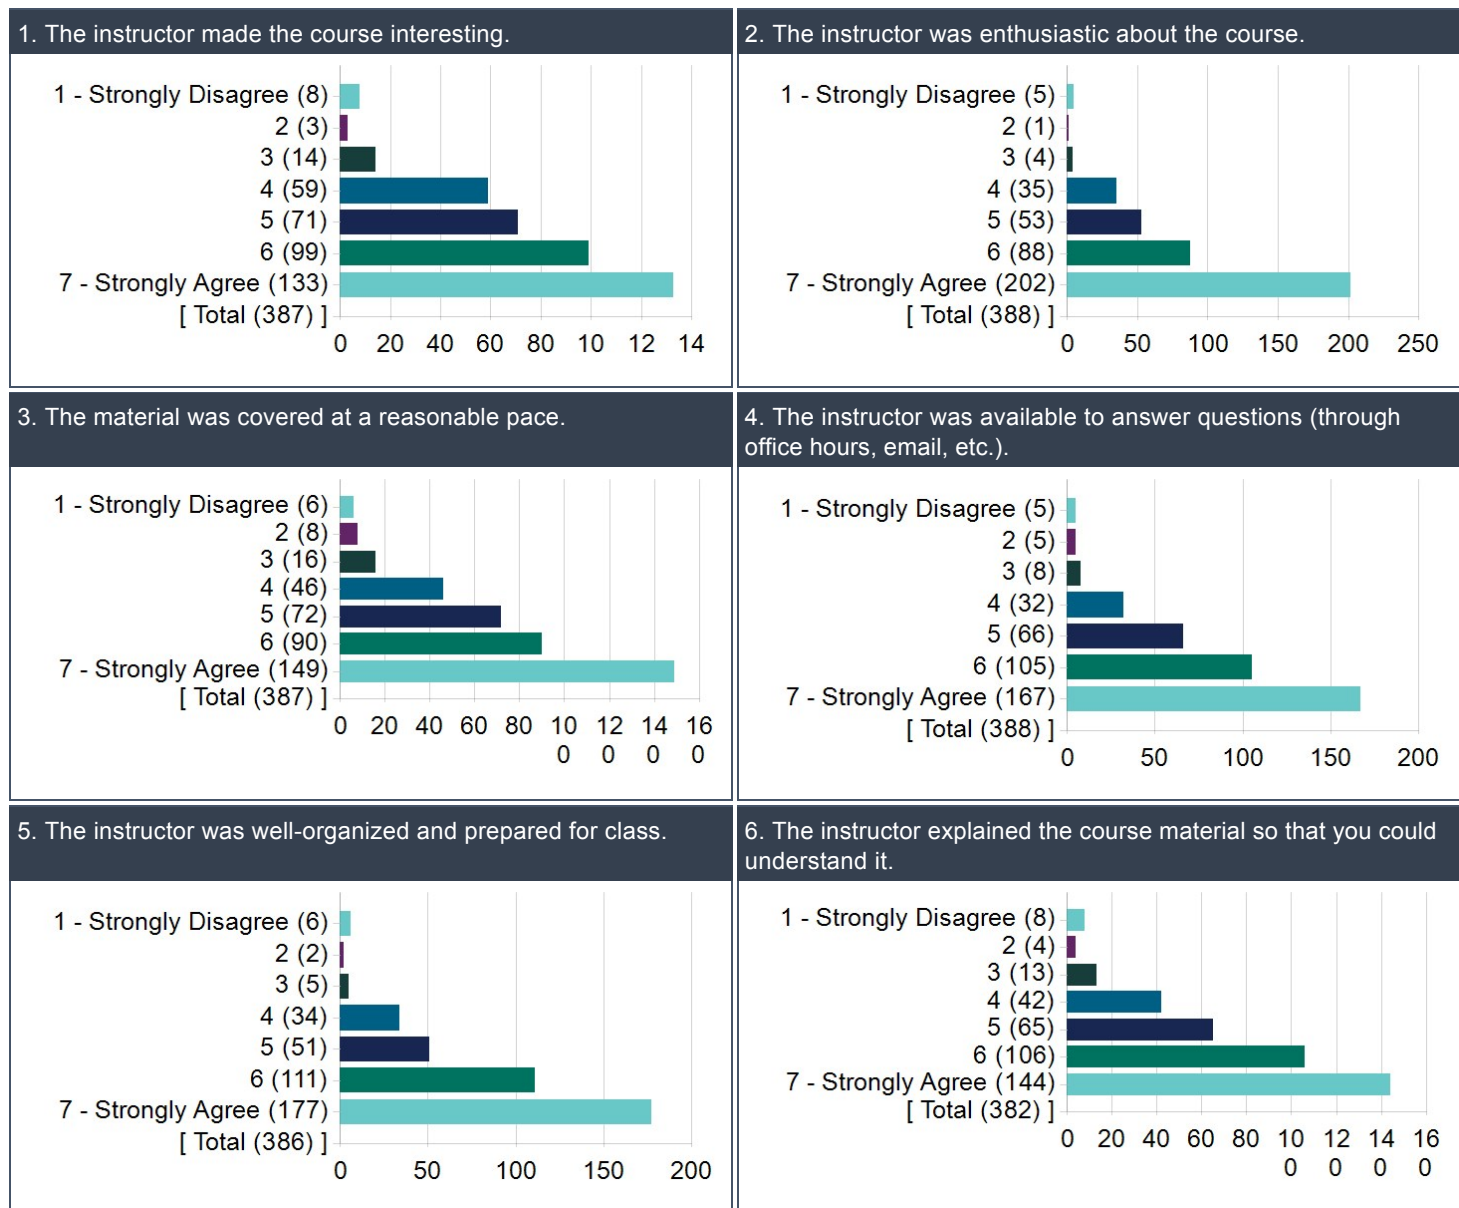 1. The instructor made the course interesting.
1 - Strongly Disagree (8)
2 (3)
3 (14)
4 (59)
5 (71)
6 (99)
7 - Strongly Agree (133)
[ Total (387) ]
0 20 40 60 80 10 12 14
2. The instructor was enthusiastic about the course.
1 - Strongly Disagree (5)
2 (1)
3 (4)
4 (35)
5 (53)
6 (88)
7 - Strongly Agree (202)
[ Total (388) ]
0 50 100 150 200 250
3. The material was covered at a reasonable pace.
1 - Strongly Disagree (6)
2 (8)
3 (16)
4 (46)
5 (72)
6 (90)
7 - Strongly Agree (149)
[ Total (387) ]
0 20 40 60 80 10 12 14 16
0 0 0 0
4. The instructor was available to answer questions (through
office hours, email, etc.).
1 - Strongly Disagree (5)
2 (5)
3 (8)
4 (32)
5 (66)
6 (105)
7 - Strongly Agree (167)
[ Total (388) ]
0 50 100 150 200
5. The instructor was well-organized and prepared for class.
1 - Strongly Disagree (6)
2 (2)
3 (5)
4 (34)
5 (51)
6 (111)
7 - Strongly Agree (177)
[ Total (386) ]
0 50 100 150 200
6. The instructor explained the course material so that you could
understand it.
1 - Strongly Disagree (8)
2 (4)
3 (13)
4 (42)
5 (65)
6 (106)
7 - Strongly Agree (144)
[ Total (382) ]
0 20 40 60 80 10 12 14 16
0 0 0 0